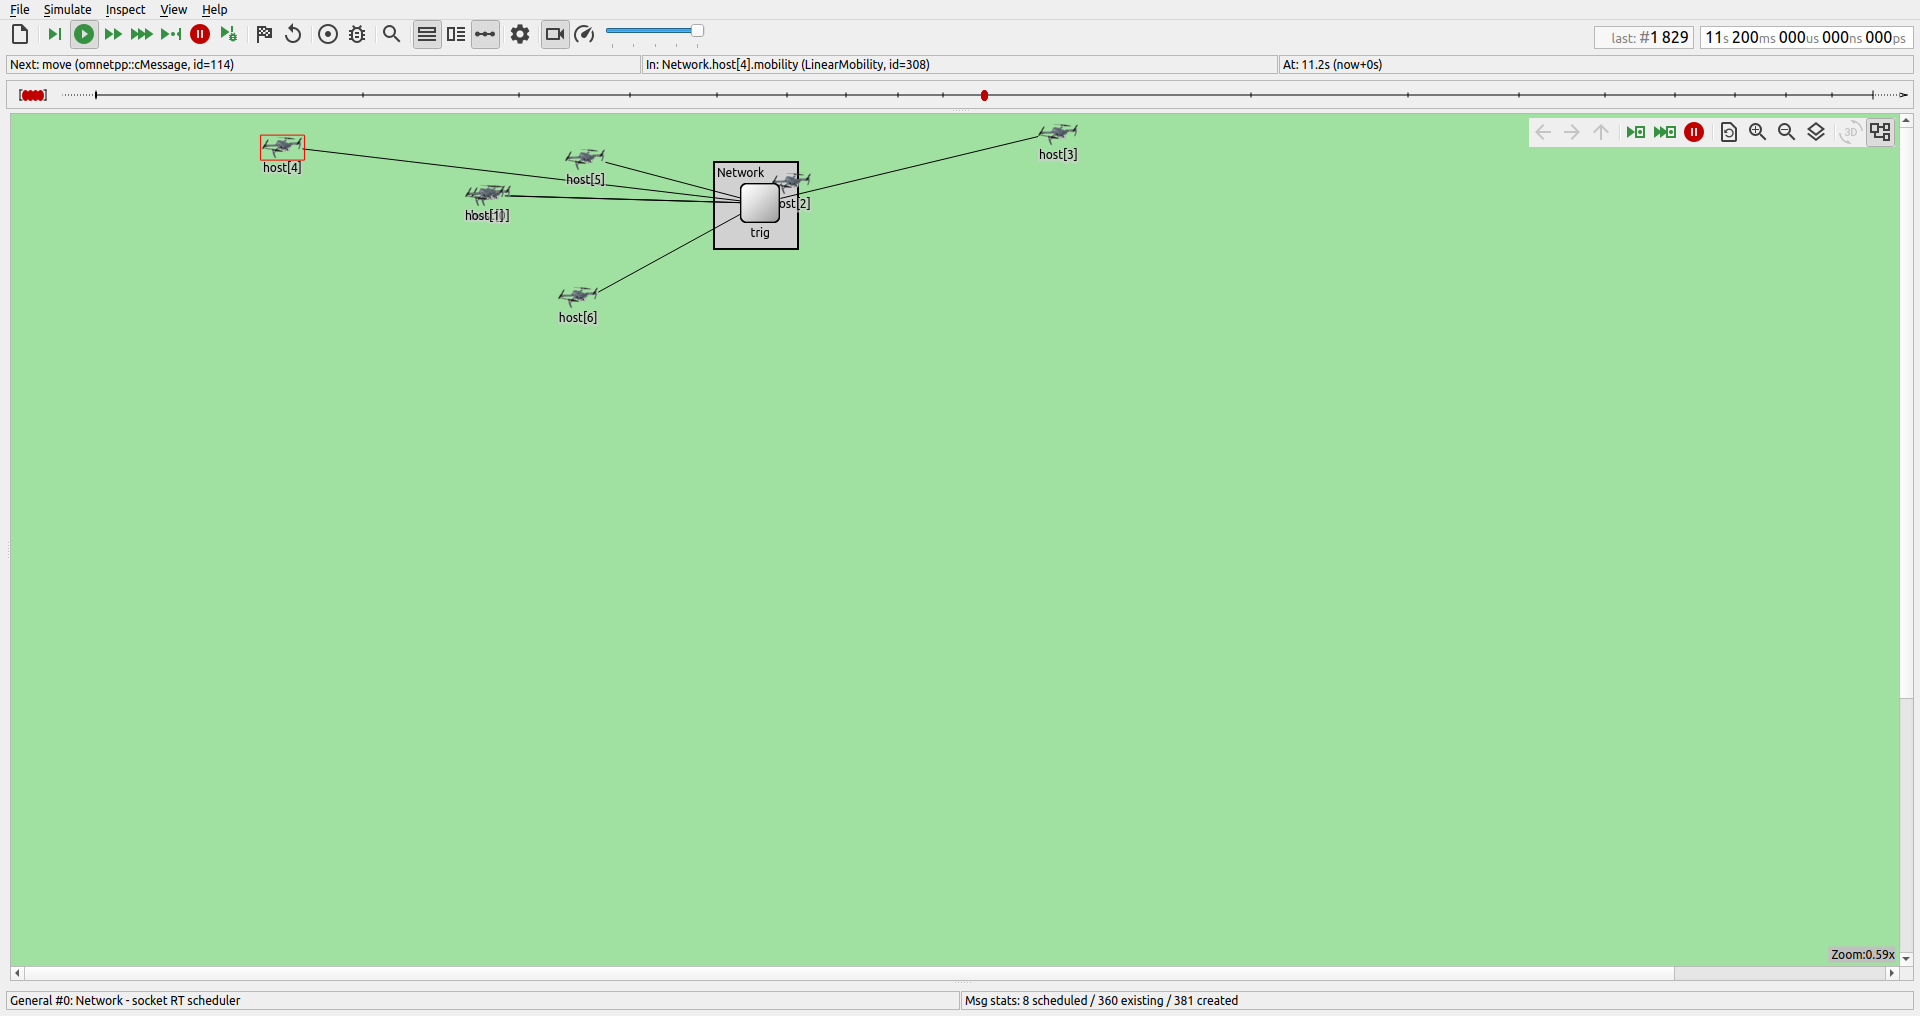 File Simulate Inspect View Help
last: #1 829 11s 200ms 000us 000ns 000ps
Next: move (omnetpp::cMessage, id=114) In: Network.host[4].mobility (LinearMobility, id=308) At: 11.2s (now+0s)
3D
host[3]
host[4]
host[5]
Network
ost[2]
host[1]
trig
host[6]
Zoom:0.59x
General #0: Network - socket RT scheduler Msg stats: 8 scheduled / 360 existing / 381 created